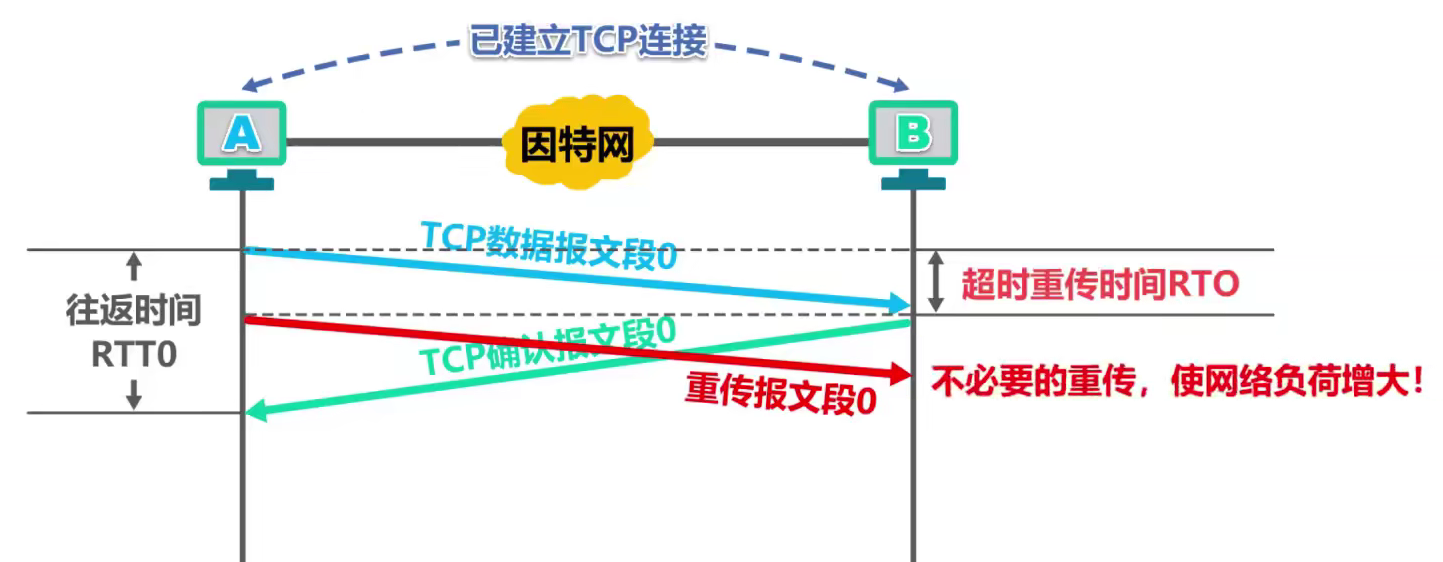 已建立TCP连接
A
因特网
B
TCP数据报文段0
往返时间
RTT0
超时重传时间RTO
TCP确认报文段0
重传报文段0
不必要的重传，使网络负荷增大！